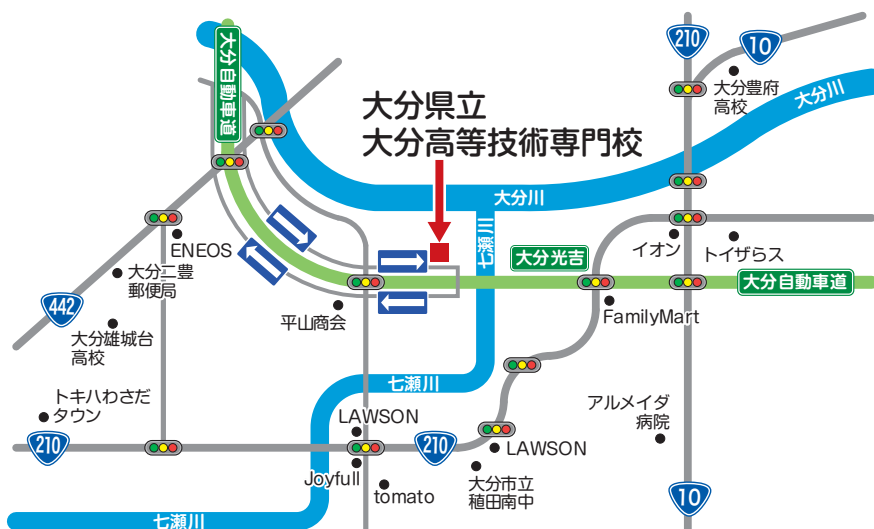 大分自動車道
210
10
大分豊府
高校
大分川
大分県立
大分高等技術専門校
大分川
七瀬川
ENEOS
大分二豊
郵便局
442
大分雄城台
高校
平山商会
大分光吉
イオン
トイザらス
大分自動車道
FamilyMart
七瀬川
トキハわさだ
タウン
210
LAWSON
Joyfull
tomato
210
LAWSON
大分市立
稙田南中
アルメイダ
病院
10
七瀬川